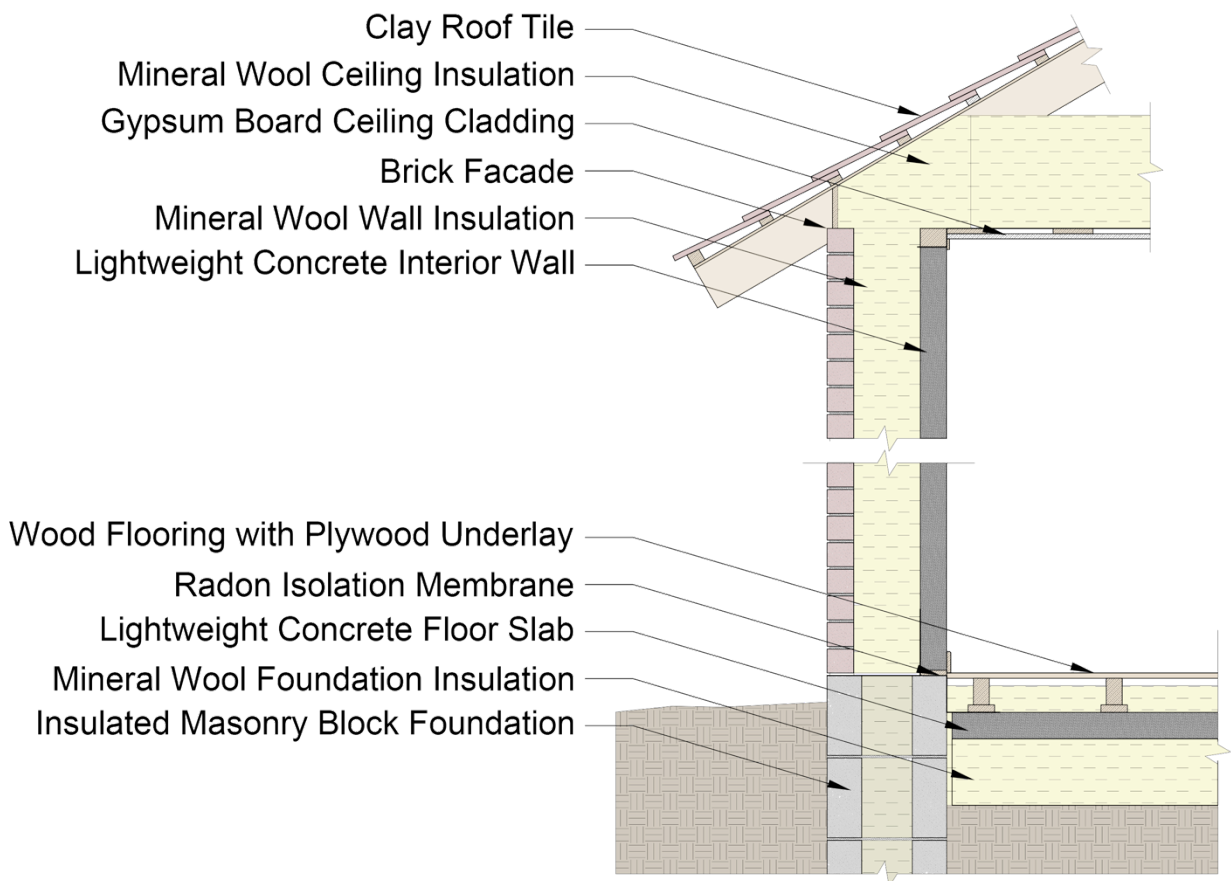 Clay Roof Tile
Mineral Wool Ceiling Insulation
Gypsum Board Ceiling Cladding
Brick Facade
Mineral Wool Wall Insulation
Lightweight Concrete Interior Wall
Wood Flooring with Plywood Underlay
Radon Isolation Membrane
Lightweight Concrete Floor Slab
Mineral Wool Foundation Insulation
Insulated Masonry Block Foundation